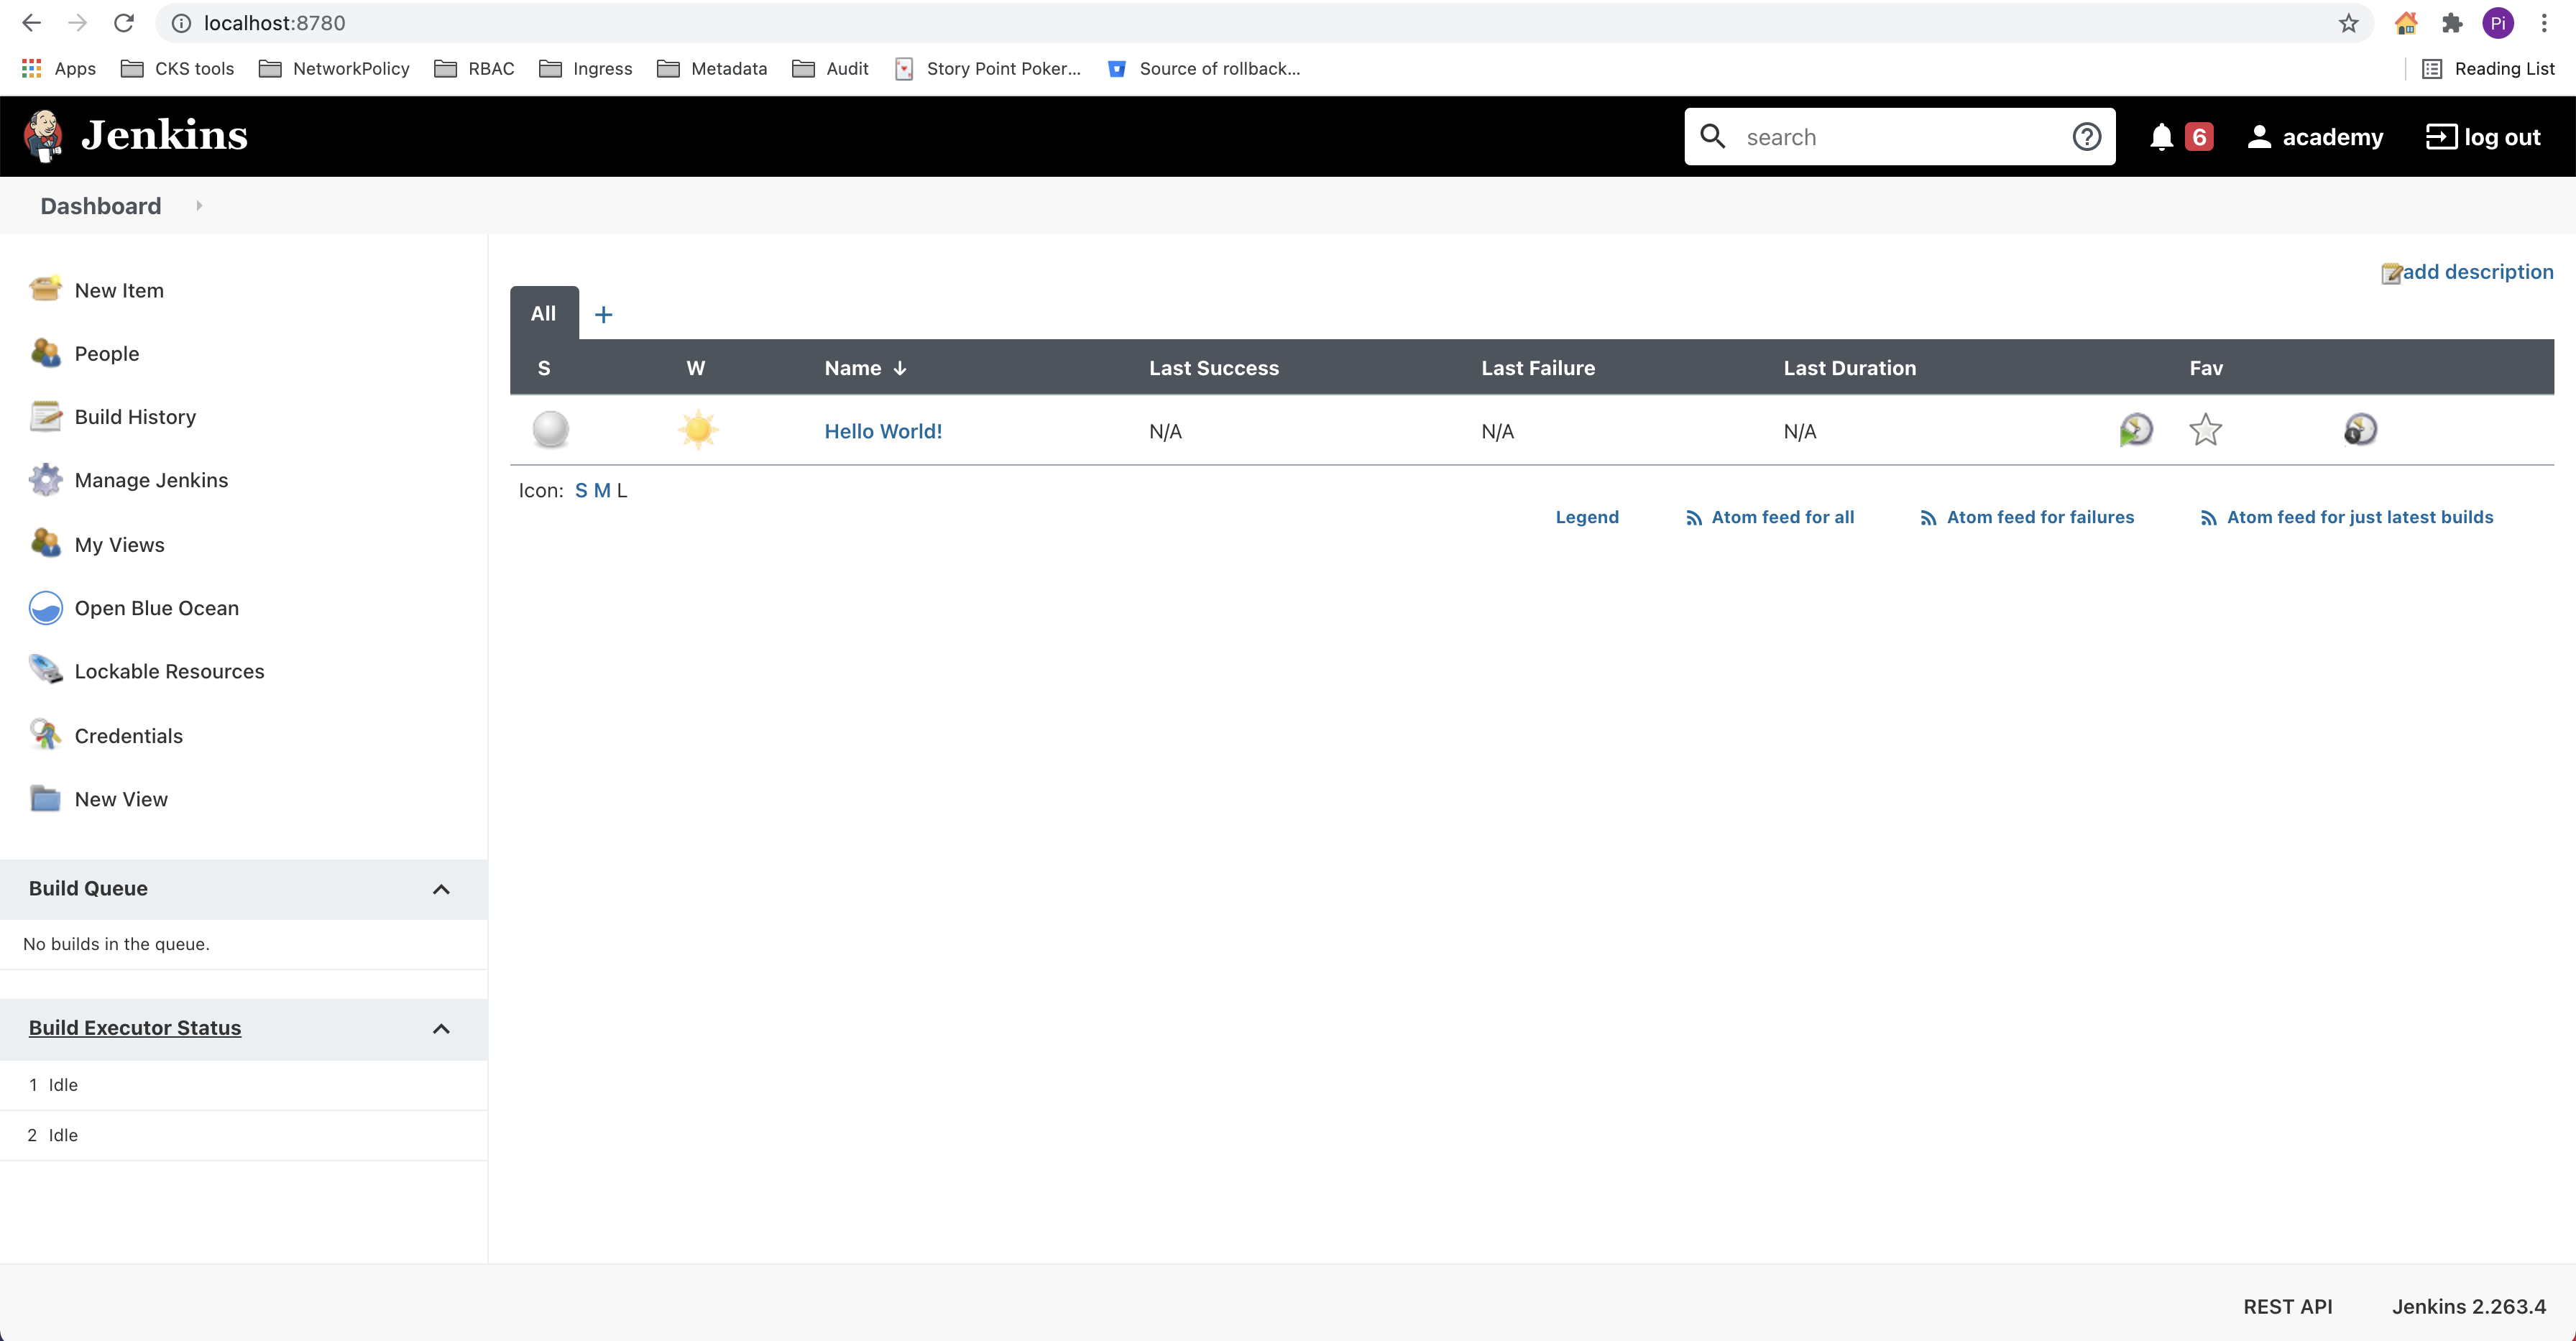 localhost:8780
Pi
Apps CKS tools NetworkPolicy RBAC Ingress Metadata Audit Story Point Poker... Source of rollback... Reading List
Jenkins search 6 academy log out
Dashboard
New Item
People
Build History
Manage Jenkins
My Views
Open Blue Ocean
Lockable Resources
Credentials
New View
Build Queue
No builds in the queue.
Build Executor Status
1 Idle
2 Idle
add description
All +
S W Name ↓ Last Success Last Failure Last Duration Fav
Hello World! N/A N/A N/A
Icon: S M L
Legend Atom feed for all Atom feed for failures Atom feed for just latest builds
REST API Jenkins 2.263.4